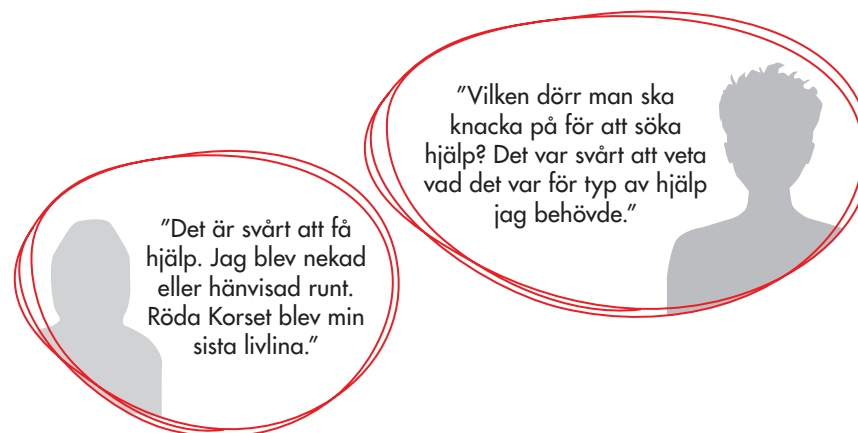 ”Vilken dörr man ska
knacka på för att söka
hjälp? Det var svårt att veta
vad det var för typ av hjälp
jag behövde.”
”Det är svårt att få
hjälp. Jag blev nekad
eller hänvisad runt.
Röda Korset blev min
sista livlina.”